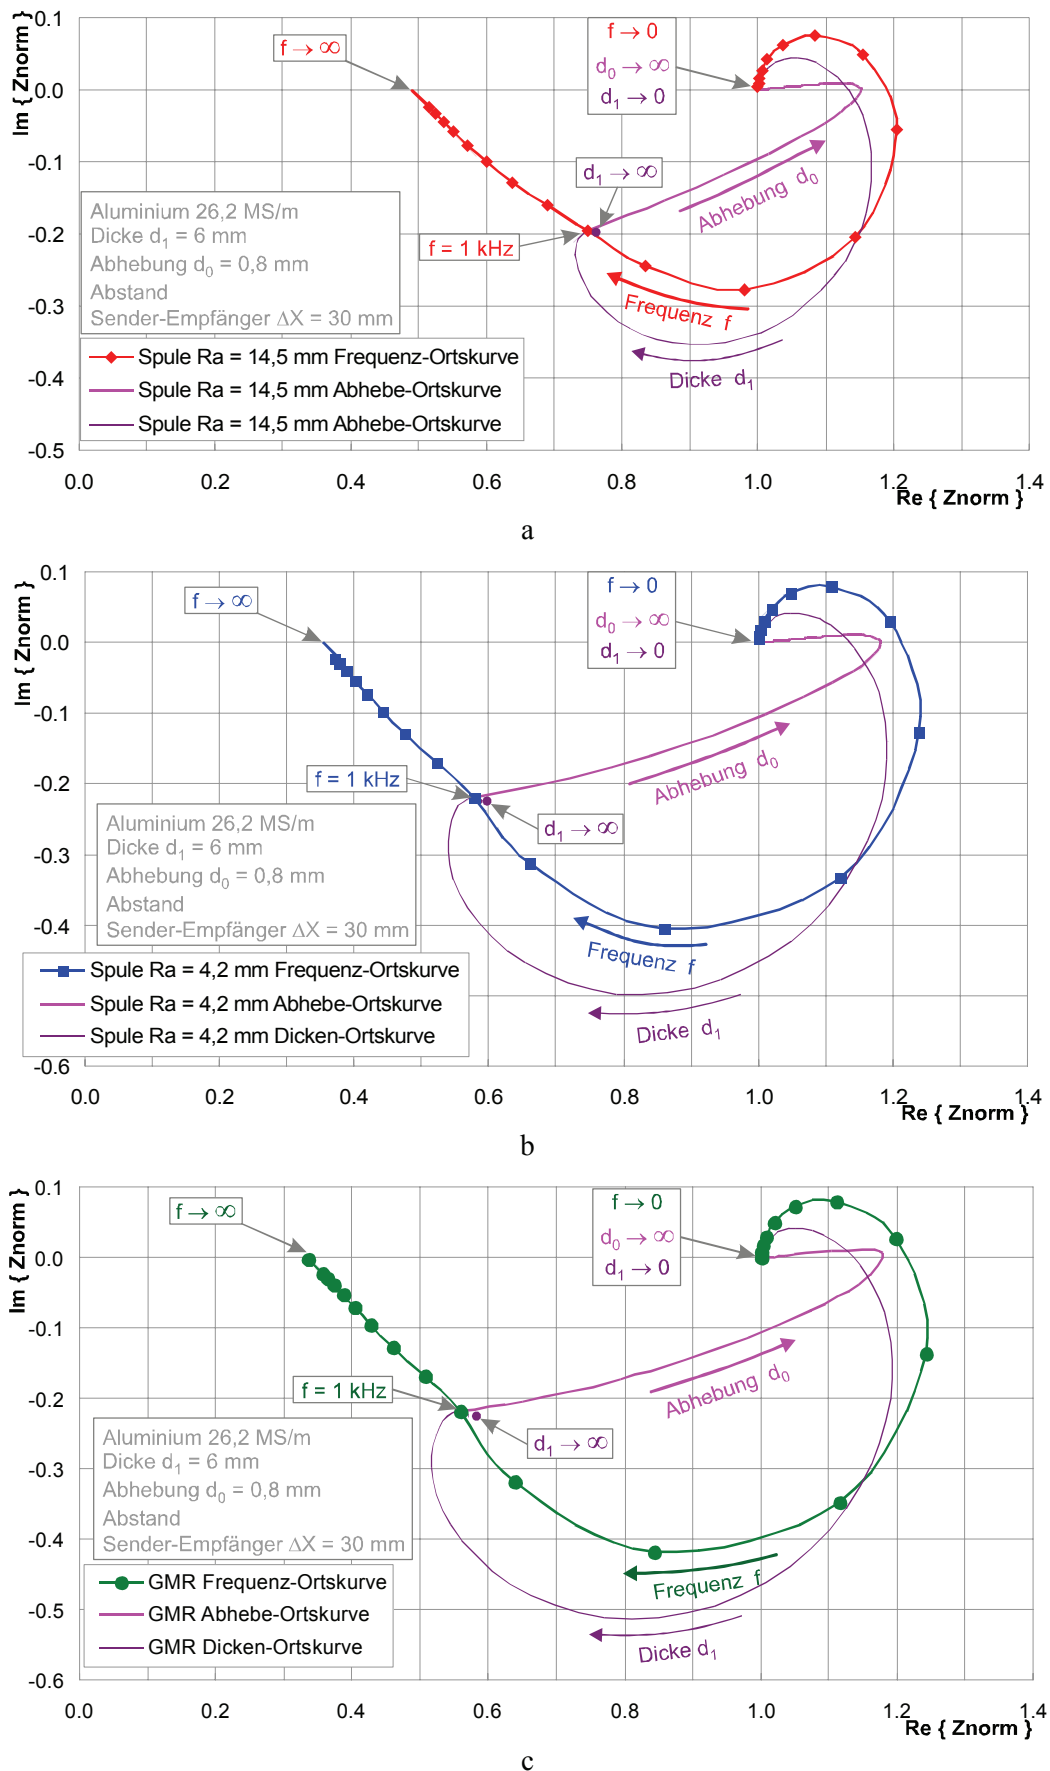 Im { Znorm }
0.1
0.0
-0.1
-0.2
-0.3
-0.4
-0.5
f → ∞
f → 0
d₀ → ∞
d₁ → 0
d₁ → ∞
Abhebung d₀
f = 1 kHz
Frequenz f
Dicke d₁
Aluminium 26,2 MS/m
Dicke d₁ = 6 mm
Abhebung d₀ = 0,8 mm
Abstand
Sender-Empfänger ΔX = 30 mm
Spule Ra = 14,5 mm Frequenz-Ortskurve
Spule Ra = 14,5 mm Abhebe-Ortskurve
Spule Ra = 14,5 mm Abhebe-Ortskurve
0.0 0.2 0.4 0.6 0.8 1.0 1.2 1.4
Re { Znorm }
a
Im { Znorm }
0.1
0.0
-0.1
-0.2
-0.3
-0.4
-0.6
f → ∞
f → 0
d₀ → ∞
d₁ → 0
Abhebung d₀
f = 1 kHz
d₁ → ∞
Aluminium 26,2 MS/m
Dicke d₁ = 6 mm
Abhebung d₀ = 0,8 mm
Abstand
Sender-Empfänger ΔX = 30 mm
Frequenz f
Dicke d₁
Spule Ra = 4,2 mm Frequenz-Ortskurve
Spule Ra = 4,2 mm Abhebe-Ortskurve
Spule Ra = 4,2 mm Dicken-Ortskurve
0.0 0.2 0.4 0.6 0.8 1.0 1.2 1.4
Re { Znorm }
b
Im { Znorm }
0.1
0.0
-0.1
-0.2
-0.3
-0.4
-0.5
-0.6
f → ∞
f → 0
d₀ → ∞
d₁ → 0
Abhebung d₀
f = 1 kHz
d₁ → ∞
Aluminium 26,2 MS/m
Dicke d₁ = 6 mm
Abhebung d₀ = 0,8 mm
Abstand
Sender-Empfänger ΔX = 30 mm
Frequenz f
Dicke d₁
GMR Frequenz-Ortskurve
GMR Abhebe-Ortskurve
GMR Dicken-Ortskurve
0.0 0.2 0.4 0.6 0.8 1.0 1.2 1.4
Re { Znorm }
c